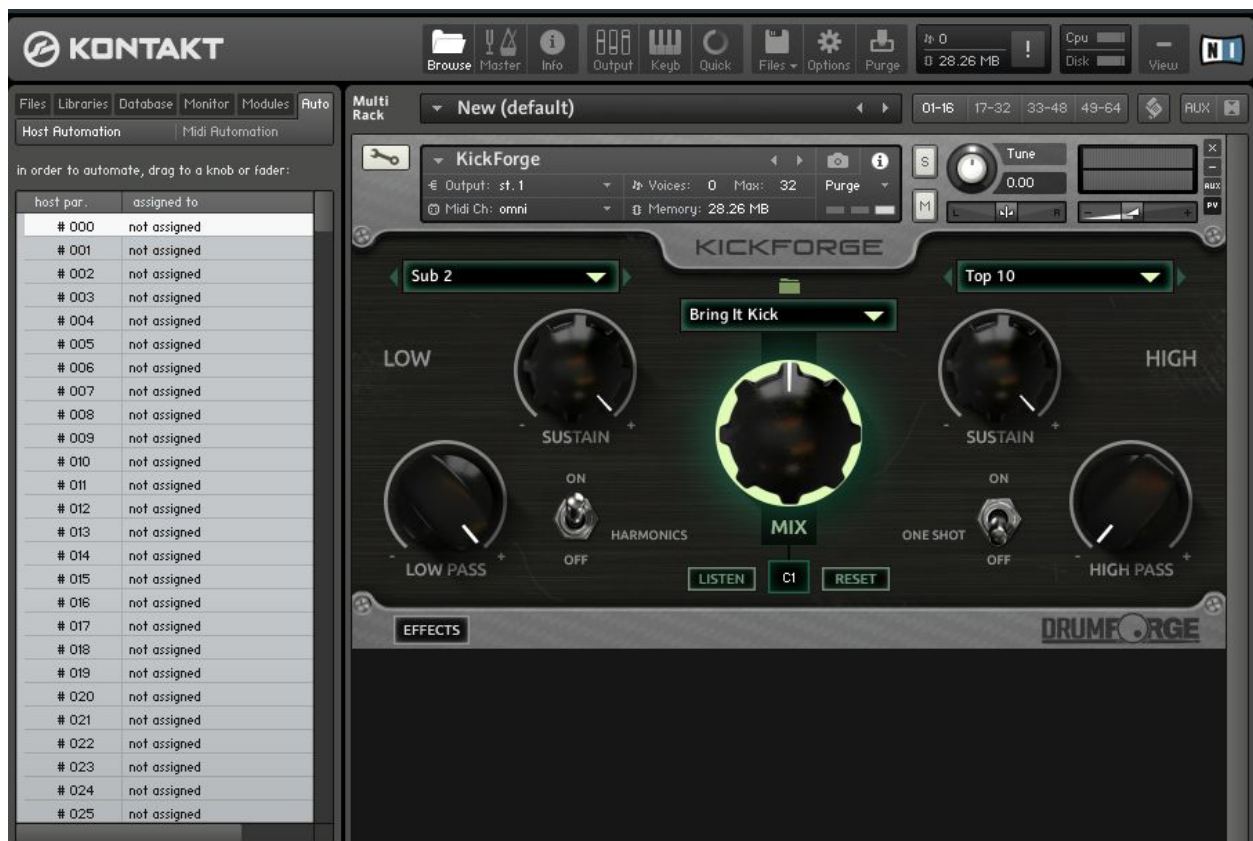 KONTAKT
Browse Master Info Output Keyb Quick Files Options Purge
0
28.26 MB
!
Cpu
Disk
View
NI
Files Libraries Database Monitor Modules Auto
Host Automation Midi Automation
in order to automate, drag to a knob or fader:
host par. assigned to
# 000 not assigned
# 001 not assigned
# 002 not assigned
# 003 not assigned
# 004 not assigned
# 005 not assigned
# 006 not assigned
# 007 not assigned
# 008 not assigned
# 009 not assigned
# 010 not assigned
# 011 not assigned
# 012 not assigned
# 013 not assigned
# 014 not assigned
# 015 not assigned
# 016 not assigned
# 017 not assigned
# 018 not assigned
# 019 not assigned
# 020 not assigned
# 021 not assigned
# 022 not assigned
# 023 not assigned
# 024 not assigned
# 025 not assigned
Multi
Rack
New (default)
01-16 17-32 33-48 49-64 AUX
KickForge
Output: st. 1 Voices: 0 Max: 32 Purge
Midi Ch: omni Memory: 28.26 MB
S
M
Tune
0.00
L R
- +
×
-
AUX
PV
KICKFORGE
Sub 2
Top 10
Bring It Kick
LOW
HIGH
- +
SUSTAIN
- +
SUSTAIN
ON
HARMONICS
OFF
MIX
ON
ONE SHOT
OFF
- +
LOW PASS
- +
HIGH PASS
LISTEN C1 RESET
EFFECTS
DRUMFORGE